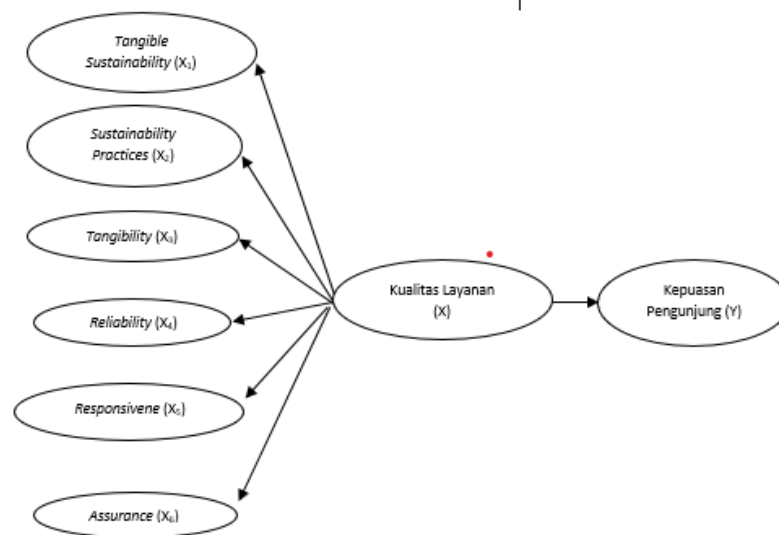 Tangible
Sustainability (X₁)
Sustainability
Practices (X₂)
Tangibility (X₃)
Reliability (X₄)
Responsivene (X₅)
Assurance (X₆)
Kualitas Layanan
(X)
Kepuasan
Pengunjung (Y)